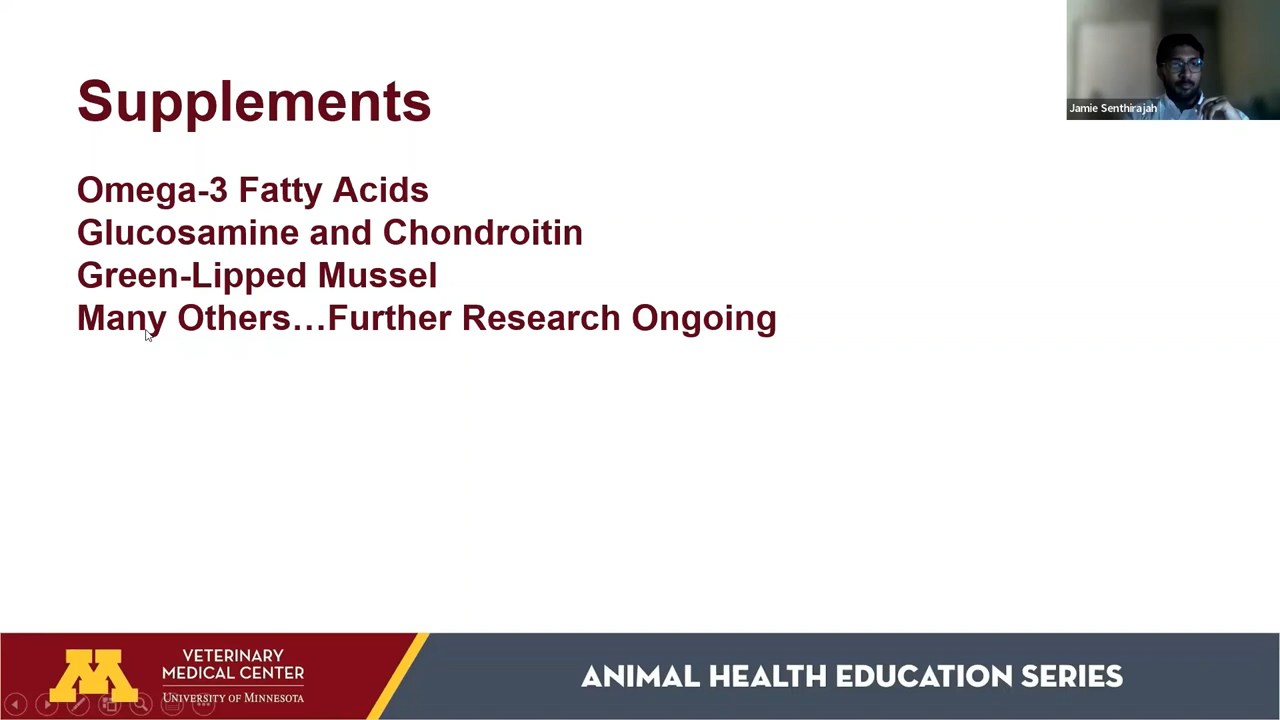 Supplements
Jamie Senthirajah
Omega-3 Fatty Acids
Glucosamine and Chondroitin
Green-Lipped Mussel
Many Others…Further Research Ongoing
VETERINARY
MEDICAL CENTER
UNIVERSITY OF MINNESOTA
ANIMAL HEALTH EDUCATION SERIES